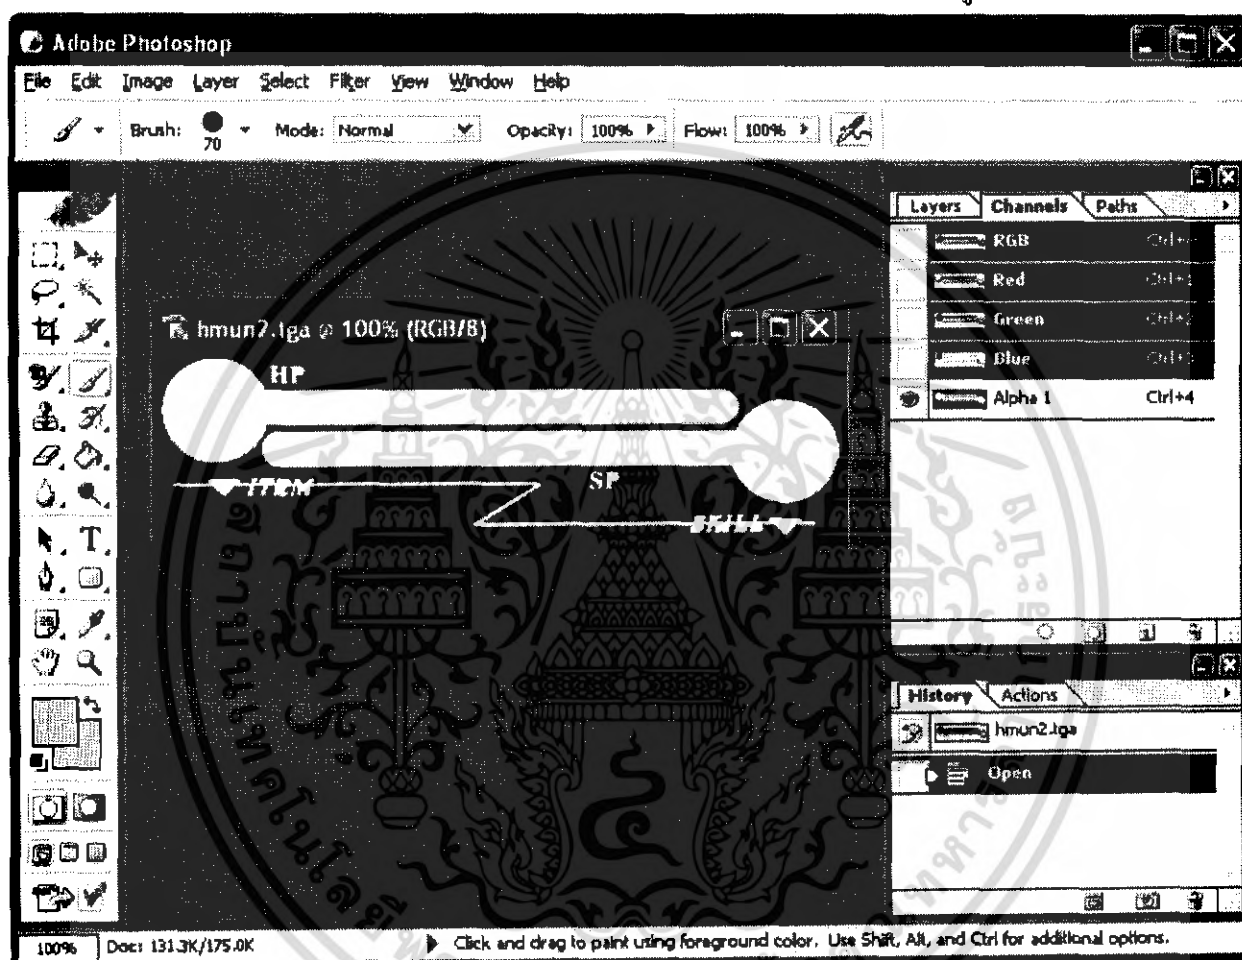 Adobe Photoshop
File Edit Image Layer Select Filter View Window Help
Brush: 70 Mode: Normal Opacity: 100% Flow: 100%
Layers Channels Paths
RGB
Red
Green
Blue
Alpha 1 Ctrl+4
hmun2.tga @ 100% (RGB/8)
HP
ITEM
SP
SKILL
History Actions
hmun2.tga
Open
100% Doc: 131.3K/175.0K Click and drag to paint using foreground color. Use Shift, Alt, and Ctrl for additional options.